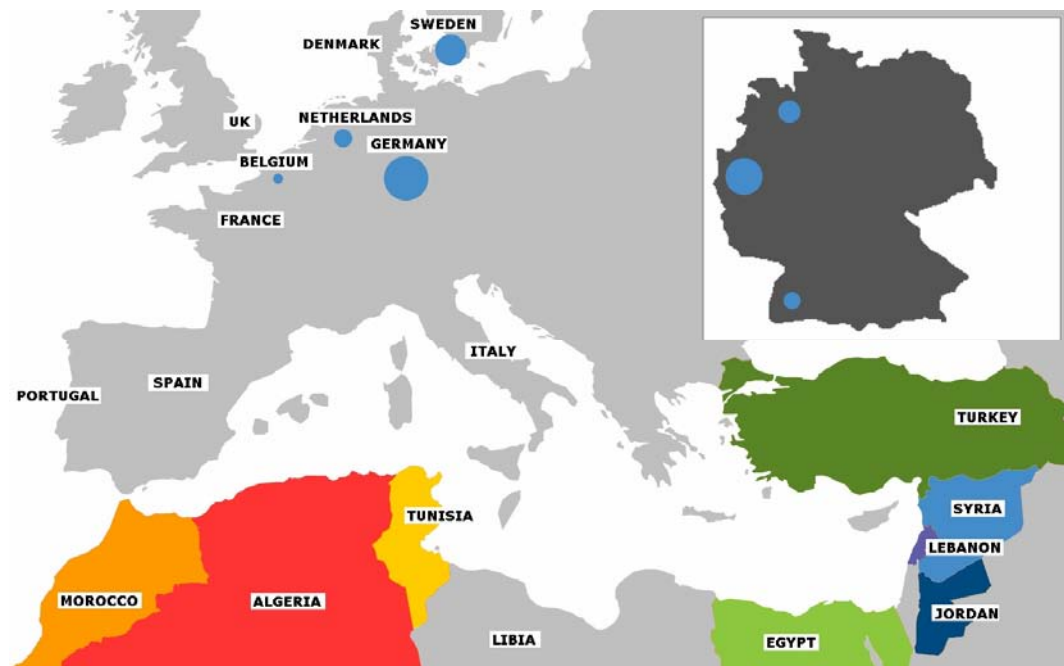 SWEDEN
DENMARK
NETHERLANDS
UK
GERMANY
BELGIUM
FRANCE
ITALY
SPAIN
PORTUGAL
TURKEY
SYRIA
TUNISIA
LEBANON
MOROCCO
ALGERIA
JORDAN
LIBIA
EGYPT